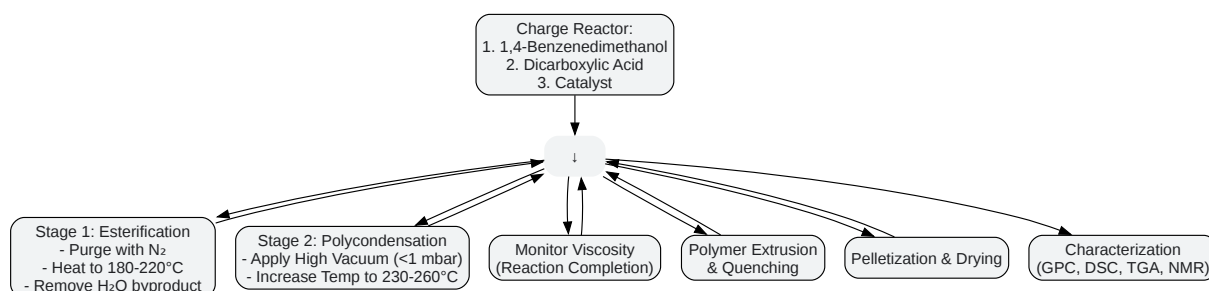 Charge Reactor:
1. 1,4-Benzenedimethanol
2. Dicarboxylic Acid
3. Catalyst
↓
Stage 1: Esterification
- Purge with N₂
- Heat to 180-220°C
- Remove H₂O byproduct
Stage 2: Polycondensation
- Apply High Vacuum (<1 mbar)
- Increase Temp to 230-260°C
Monitor Viscosity
(Reaction Completion)
Polymer Extrusion
& Quenching
Pelletization & Drying
Characterization
(GPC, DSC, TGA, NMR)